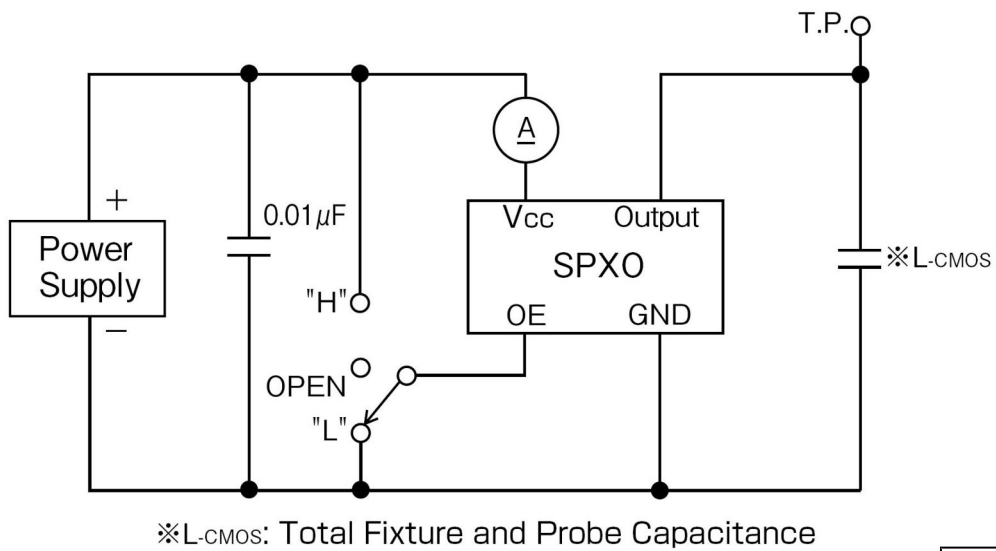 T.P.
A
+
Power
Supply
−
0.01μF
"H"
OPEN
"L"
Vcc Output
SPXO
OE GND
※L-CMOS
※L-CMOS: Total Fixture and Probe Capacitance